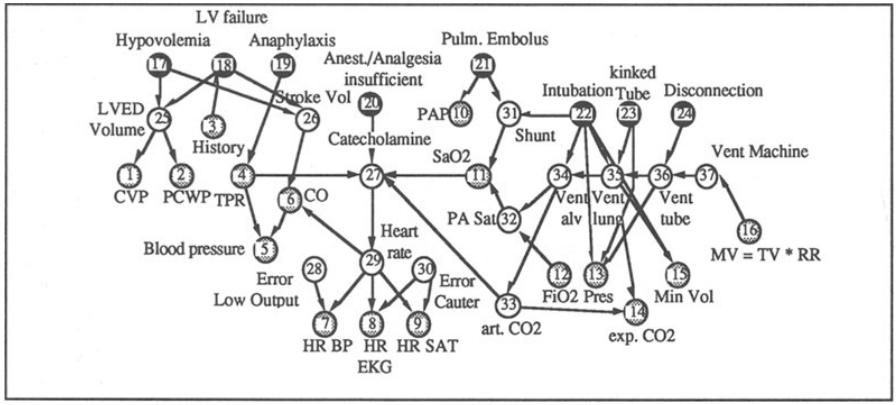 LV failure
Hypovolemia
Anaphylaxis
Pulm. Embolus
Anest./Analgesia
insufficient
Intubation
kinked
Tube
Disconnection
17
18
19
21
20
22
23
24
LVED
Volume
25
3
History
Stroke Vol
26
PAP
10
31
Shunt
Catecholamine
SaO2
Vent Machine
1
CVP
2
PCWP
4
TPR
6
CO
27
11
34
35
36
37
Vent
alv
Vent
lung
Vent
tube
PA Sat
32
16
MV = TV * RR
Blood pressure
5
Heart
rate
29
28
Error
Low Output
30
Error
Cauter
12
FiO2
13
Pres
15
Min Vol
33
art. CO2
14
exp. CO2
7
HR BP
8
HR
EKG
9
HR SAT